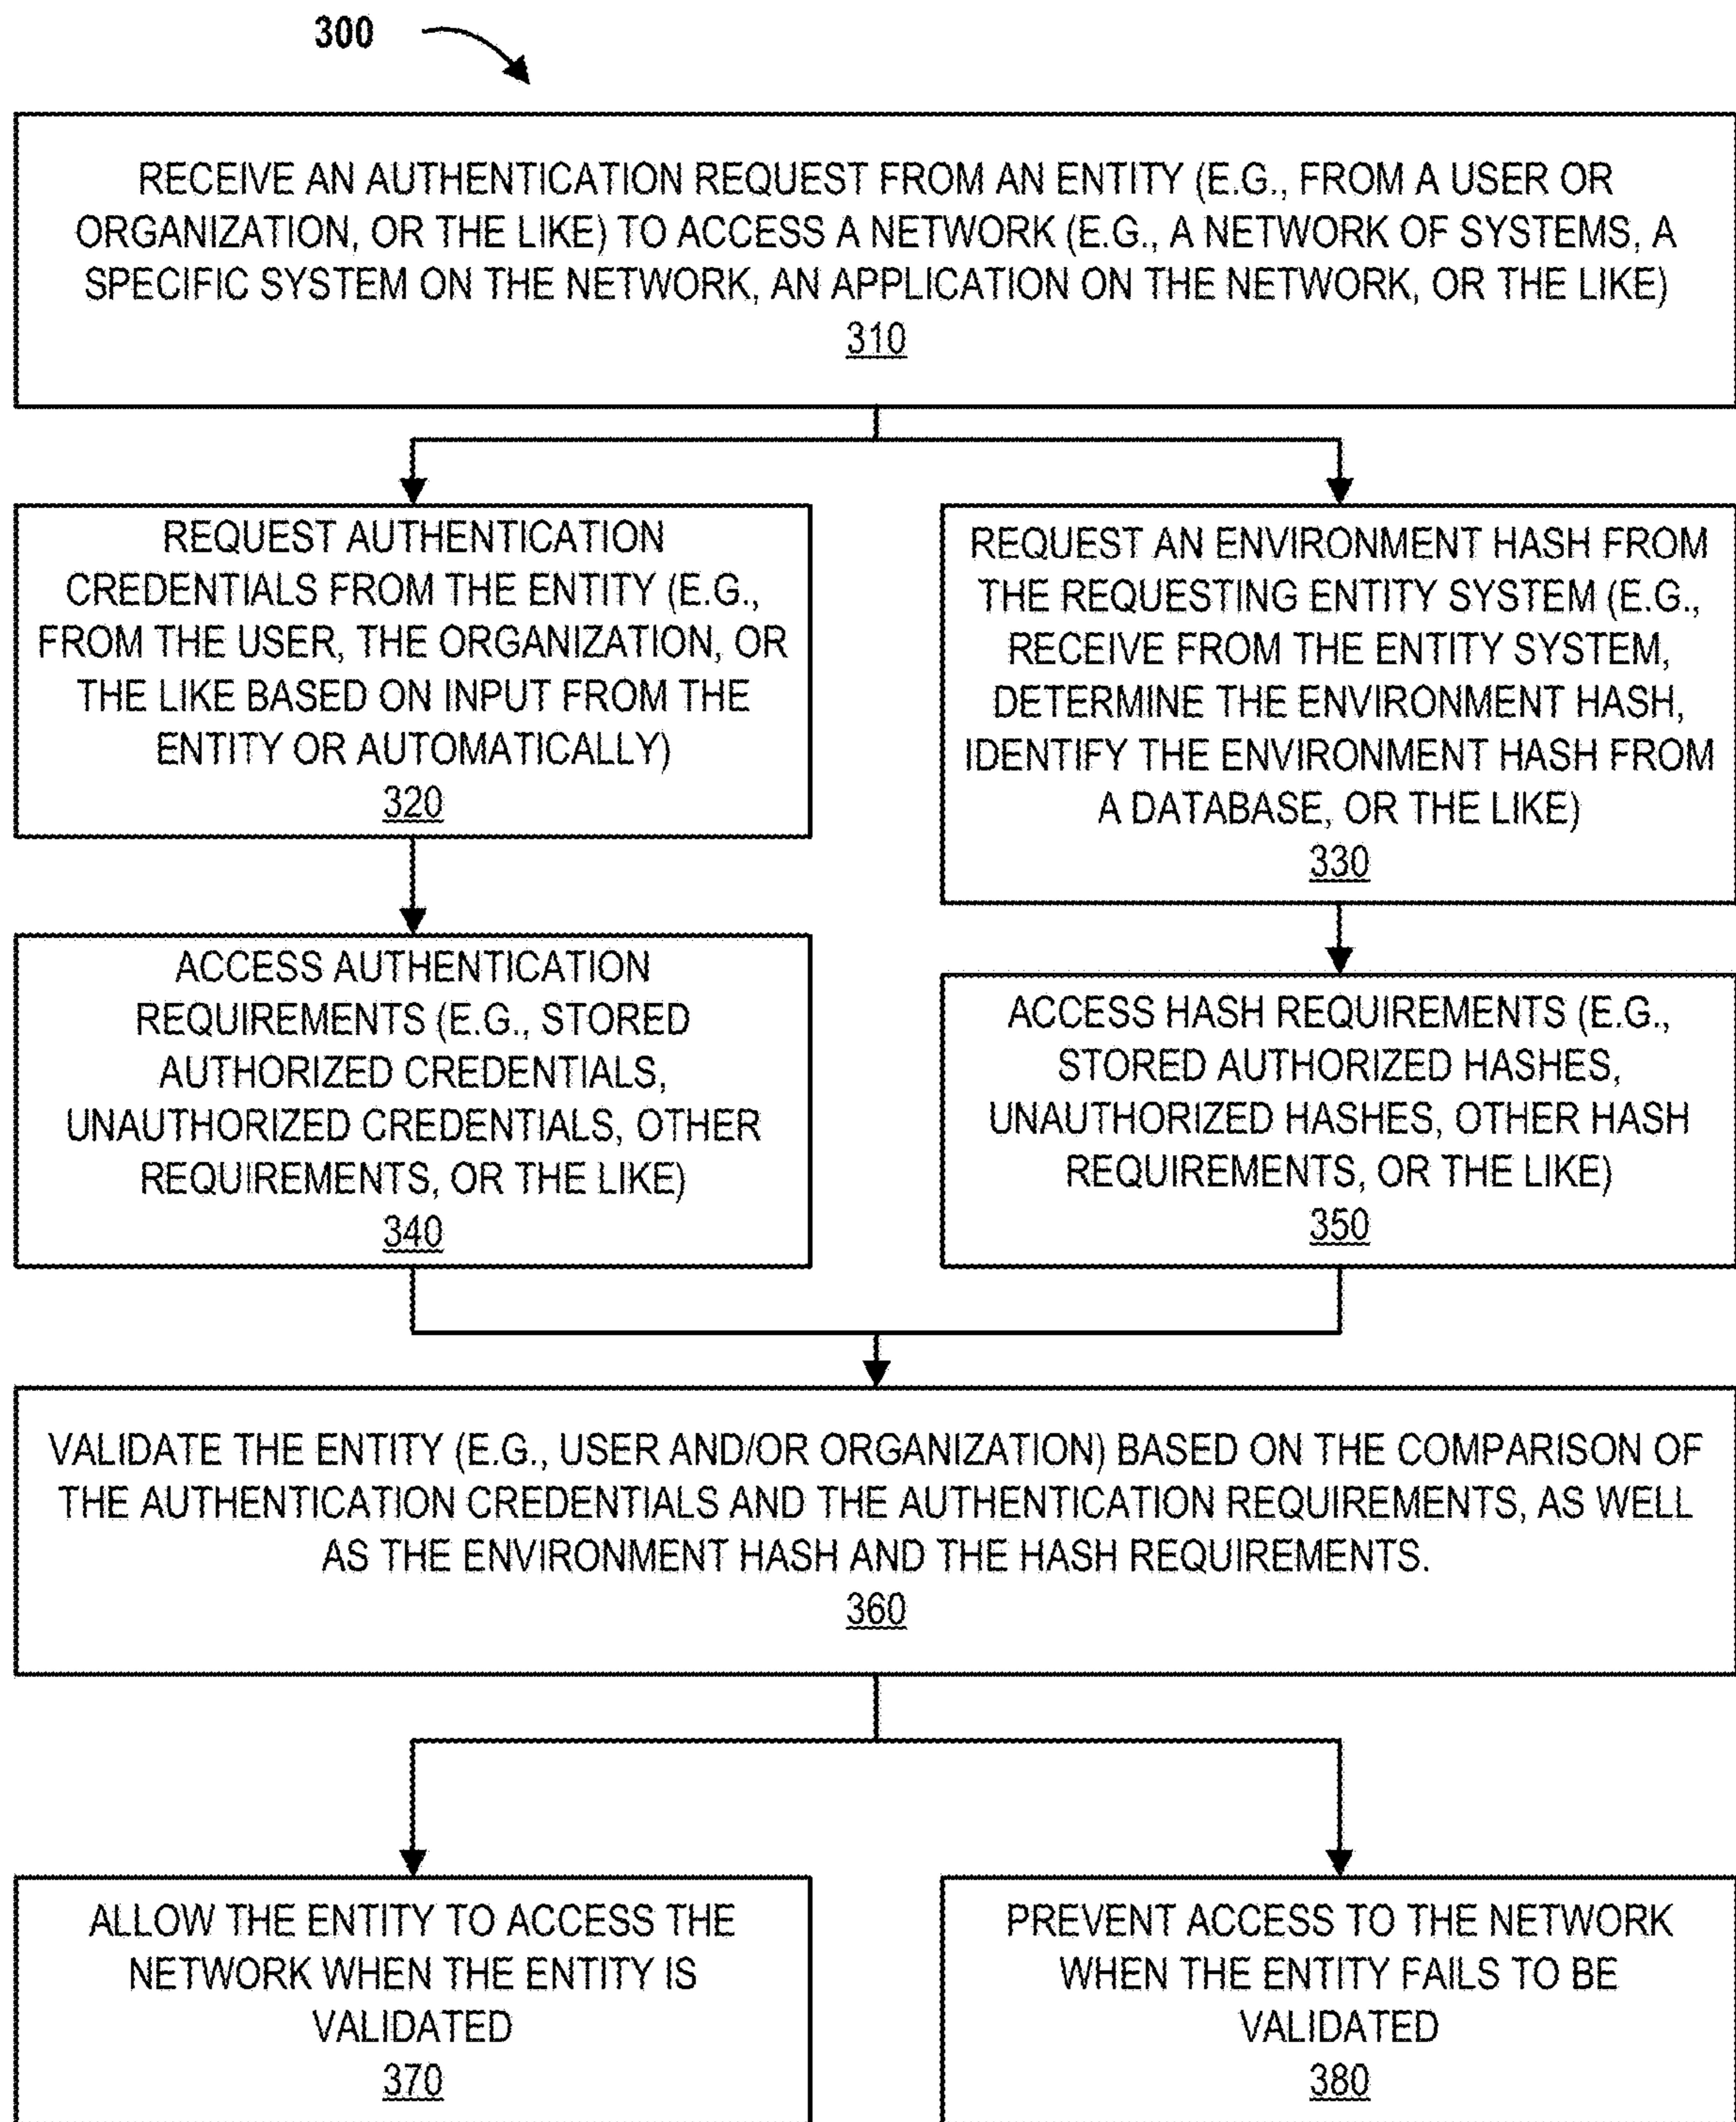 300
RECEIVE AN AUTHENTICATION REQUEST FROM AN ENTITY (E.G., FROM A USER OR
ORGANIZATION, OR THE LIKE) TO ACCESS A NETWORK (E.G., A NETWORK OF SYSTEMS, A
SPECIFIC SYSTEM ON THE NETWORK, AN APPLICATION ON THE NETWORK, OR THE LIKE)
310
REQUEST AUTHENTICATION
CREDENTIALS FROM THE ENTITY (E.G.,
FROM THE USER, THE ORGANIZATION, OR
THE LIKE BASED ON INPUT FROM THE
ENTITY OR AUTOMATICALLY)
320
REQUEST AN ENVIRONMENT HASH FROM
THE REQUESTING ENTITY SYSTEM (E.G.,
RECEIVE FROM THE ENTITY SYSTEM,
DETERMINE THE ENVIRONMENT HASH,
IDENTIFY THE ENVIRONMENT HASH FROM
A DATABASE, OR THE LIKE)
330
ACCESS AUTHENTICATION
REQUIREMENTS (E.G., STORED
AUTHORIZED CREDENTIALS,
UNAUTHORIZED CREDENTIALS, OTHER
REQUIREMENTS, OR THE LIKE)
340
ACCESS HASH REQUIREMENTS (E.G.,
STORED AUTHORIZED HASHES,
UNAUTHORIZED HASHES, OTHER HASH
REQUIREMENTS, OR THE LIKE)
350
VALIDATE THE ENTITY (E.G., USER AND/OR ORGANIZATION) BASED ON THE COMPARISON OF
THE AUTHENTICATION CREDENTIALS AND THE AUTHENTICATION REQUIREMENTS, AS WELL
AS THE ENVIRONMENT HASH AND THE HASH REQUIREMENTS.
360
ALLOW THE ENTITY TO ACCESS THE
NETWORK WHEN THE ENTITY IS
VALIDATED
370
PREVENT ACCESS TO THE NETWORK
WHEN THE ENTITY FAILS TO BE
VALIDATED
380